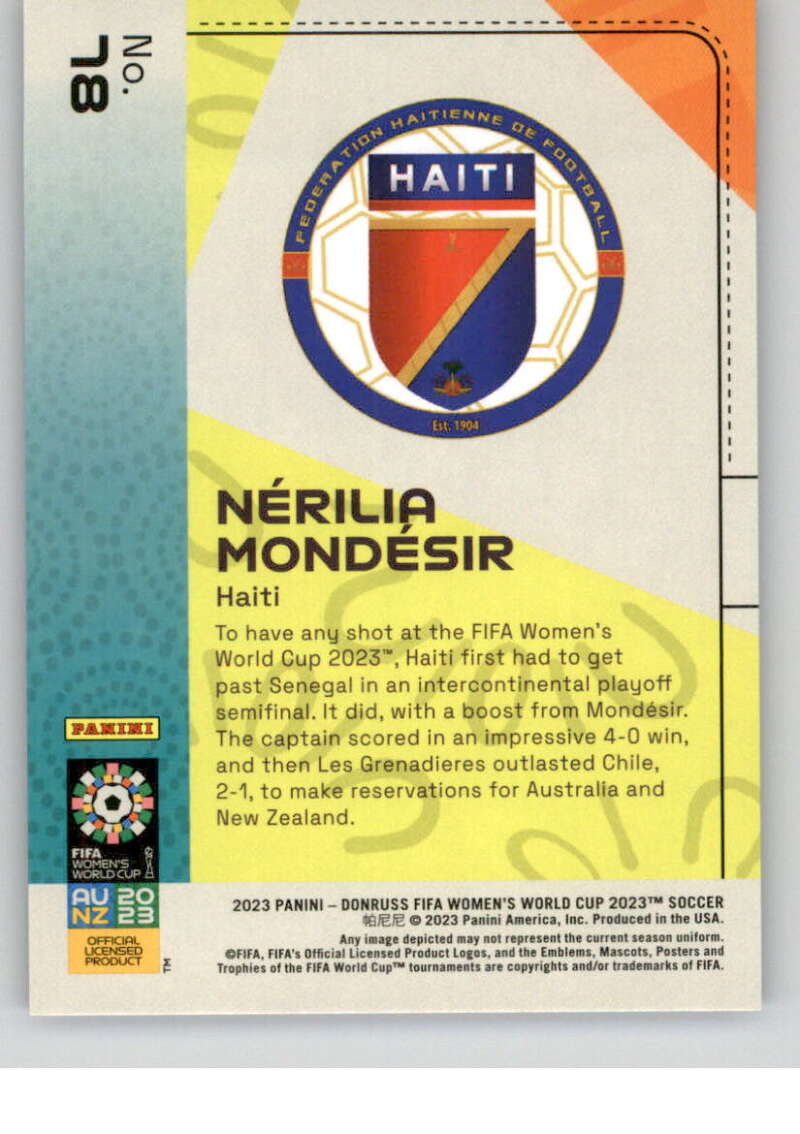 No.
78
FEDERATION HAITIENNE DE FOOTBALL
HAITI
Est. 1904
NÉRILIA
MONDÉSIR
Haiti
To have any shot at the FIFA Women's
World Cup 2023™, Haiti first had to get
past Senegal in an intercontinental playoff
semifinal. It did, with a boost from Mondésir.
The captain scored in an impressive 4-0 win,
and then Les Grenadieres outlasted Chile,
2-1, to make reservations for Australia and
New Zealand.
PANINI
FIFA
WOMEN'S
WORLD CUP
AU 20
NZ 23
OFFICIAL
LICENSED
PRODUCT
TM
2023 PANINI – DONRUSS FIFA WOMEN'S WORLD CUP 2023™ SOCCER
帕尼尼 © 2023 Panini America, Inc. Produced in the USA.
Any image depicted may not represent the current season uniform.
©FIFA, FIFA's Official Licensed Product Logos, and the Emblems, Mascots, Posters and
Trophies of the FIFA World Cup™ tournaments are copyrights and/or trademarks of FIFA.